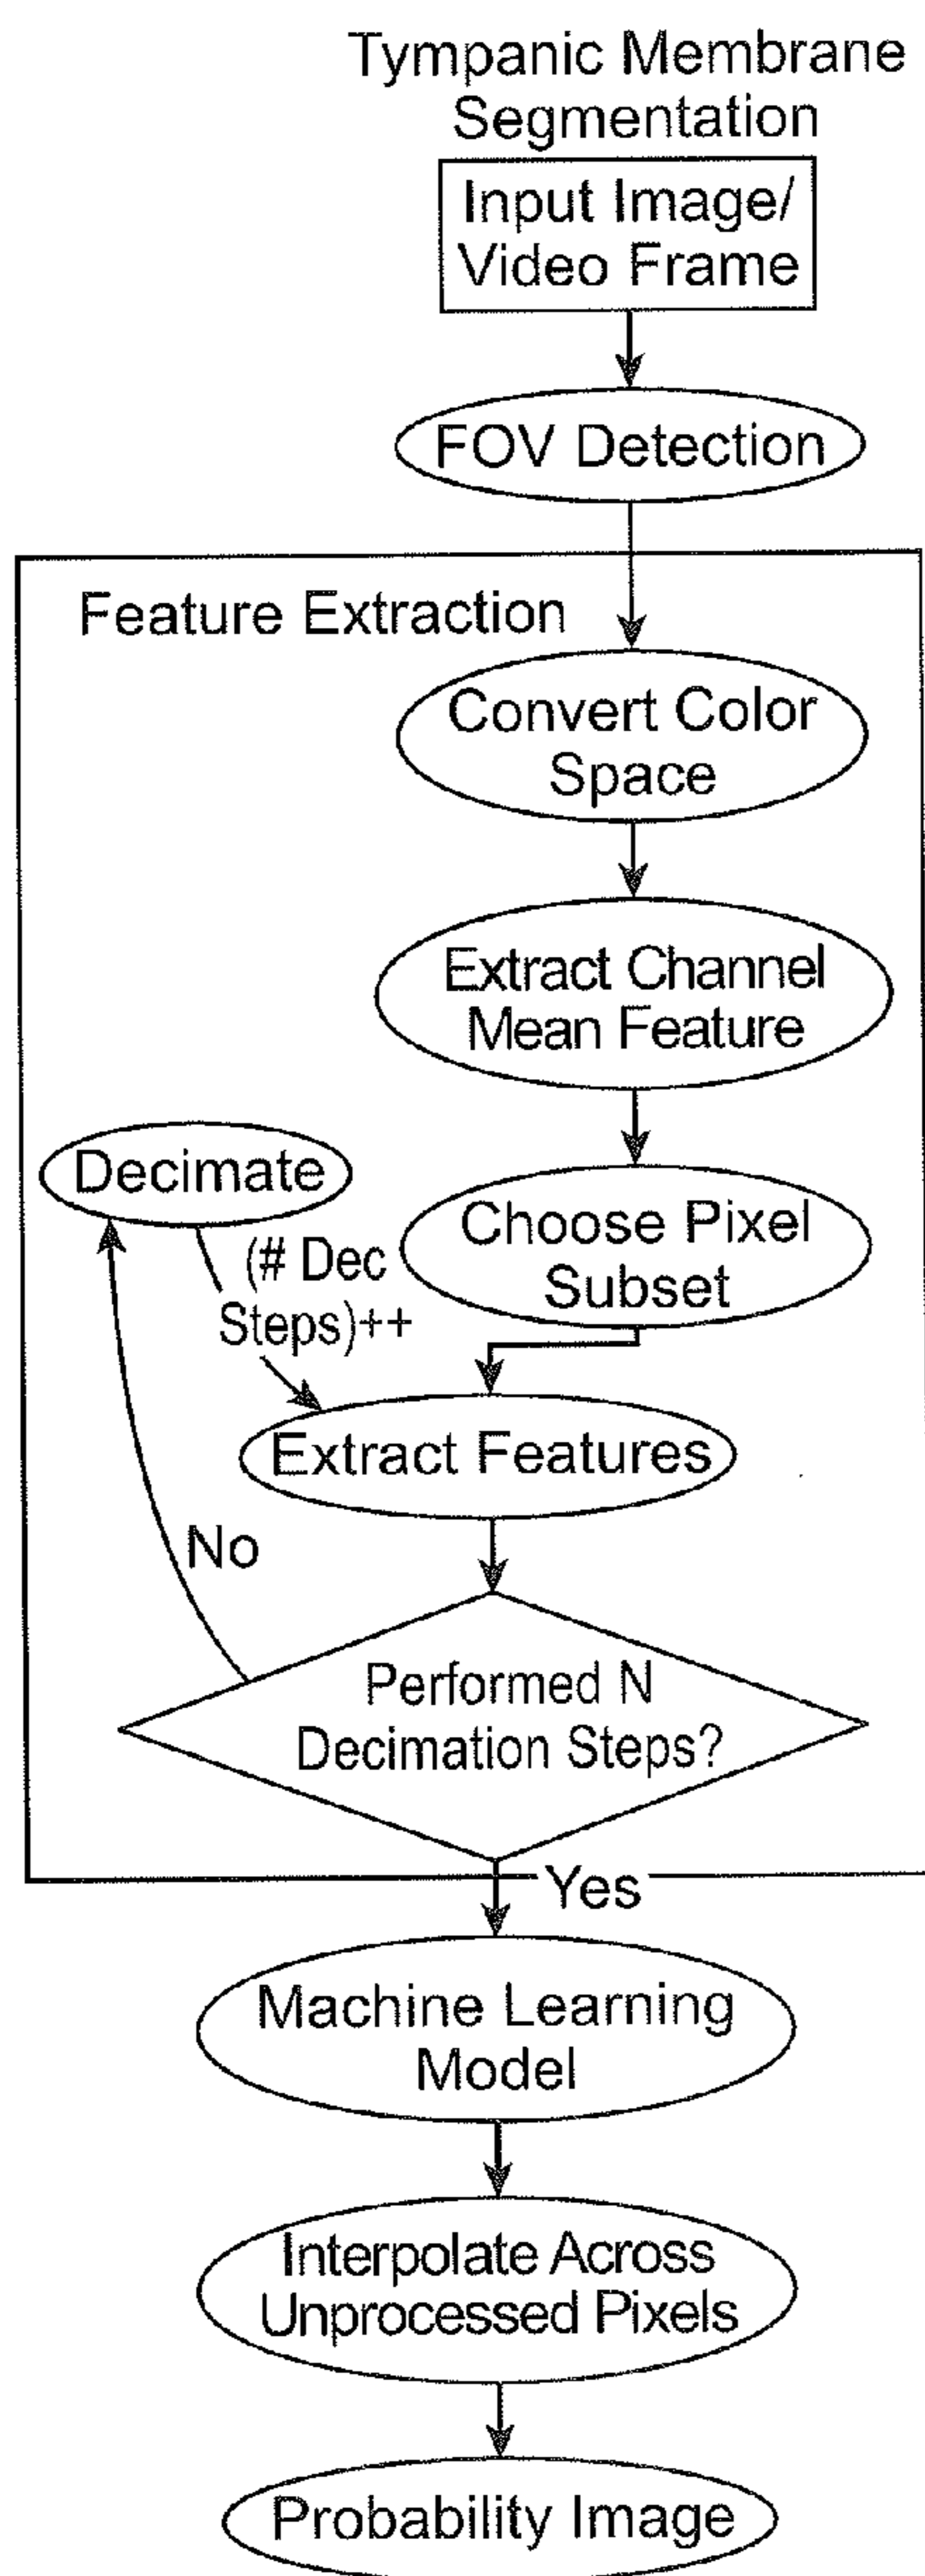 Tympanic Membrane
Segmentation
Input Image/
Video Frame
FOV Detection
Feature Extraction
Convert Color
Space
Extract Channel
Mean Feature
Decimate
Choose Pixel
Subset
(# Dec
Steps)++
Extract Features
No
Performed N
Decimation Steps?
Yes
Machine Learning
Model
Interpolate Across
Unprocessed Pixels
Probability Image